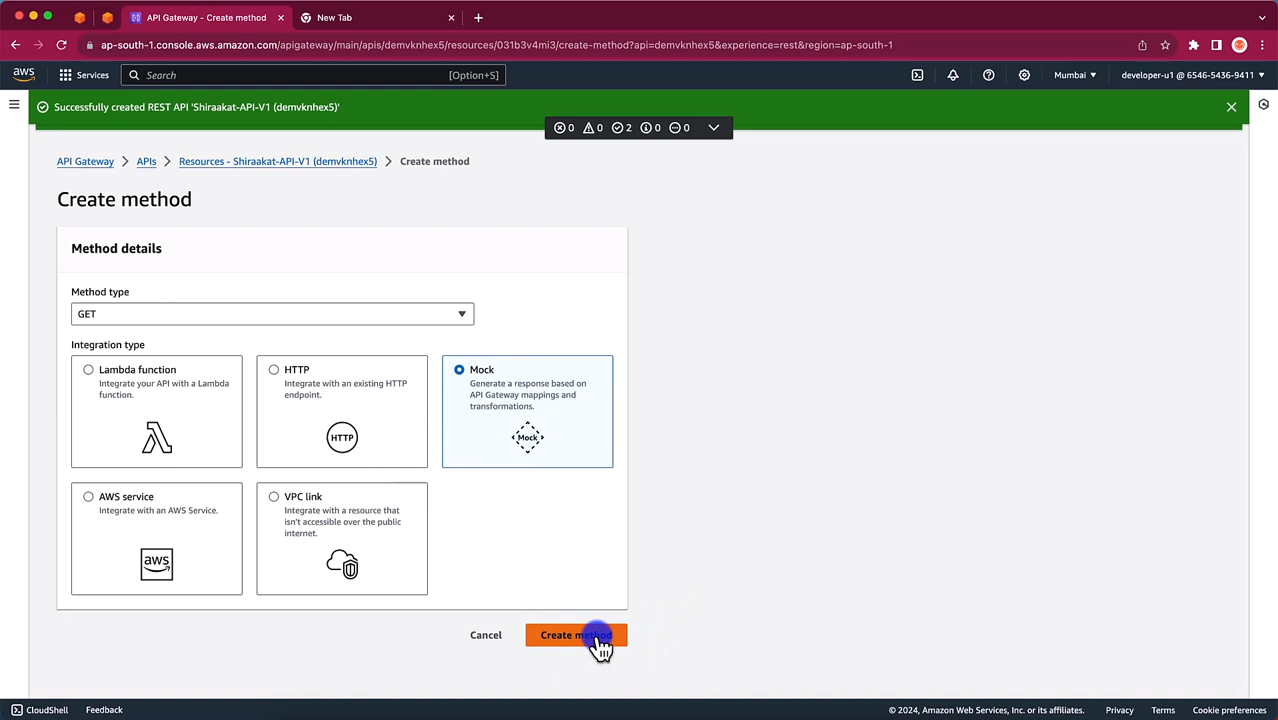 API Gateway - Create method
New Tab
ap-south-1.console.aws.amazon.com/apigateway/main/apis/demvknhex5/resources/031b3v4mi3/create-method?api=demvknhex5&experience=rest&region=ap-south-1
aws
Services
Search
[Option+S]
Mumbai
developer-u1 @ 6546-5436-9411
Successfully created REST API 'Shiraakat-API-V1 (demvknhex5)'
0 0 2 0 0
API Gateway
APIs
Resources - Shiraakat-API-V1 (demvknhex5)
Create method
Create method
Method details
Method type
GET
Integration type
Lambda function
Integrate your API with a Lambda
function.
HTTP
Integrate with an existing HTTP
endpoint.
HTTP
Mock
Generate a response based on
API Gateway mappings and
transformations.
Mock
AWS service
Integrate with an AWS Service.
aws
VPC link
Integrate with a resource that
isn't accessible over the public
internet.
Cancel
Create method
CloudShell
Feedback
© 2024, Amazon Web Services, Inc. or its affiliates.
Privacy
Terms
Cookie preferences